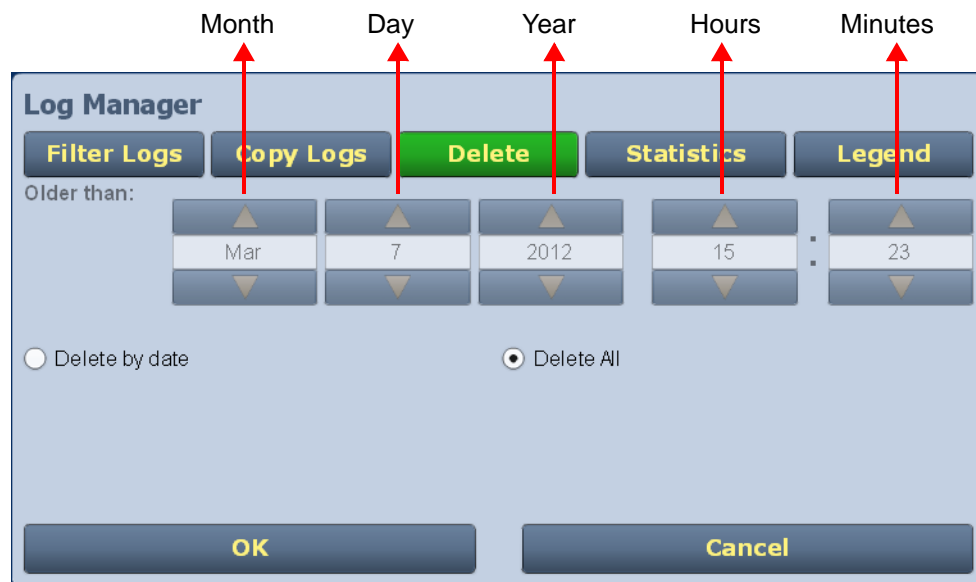 Month Day Year Hours Minutes
Log Manager
Filter Logs Copy Logs Delete Statistics Legend
Older than:
Mar 7 2012 15 : 23
Delete by date Delete All
OK Cancel